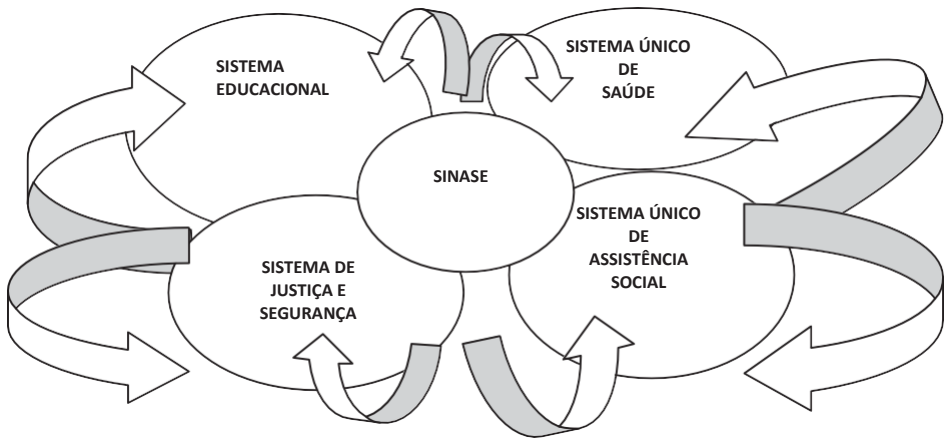 SISTEMA
EDUCACIONAL
SISTEMA ÚNICO
DE
SAÚDE
SINASE
SISTEMA DE
JUSTIÇA E
SEGURANÇA
SISTEMA ÚNICO
DE
ASSISTÊNCIA
SOCIAL